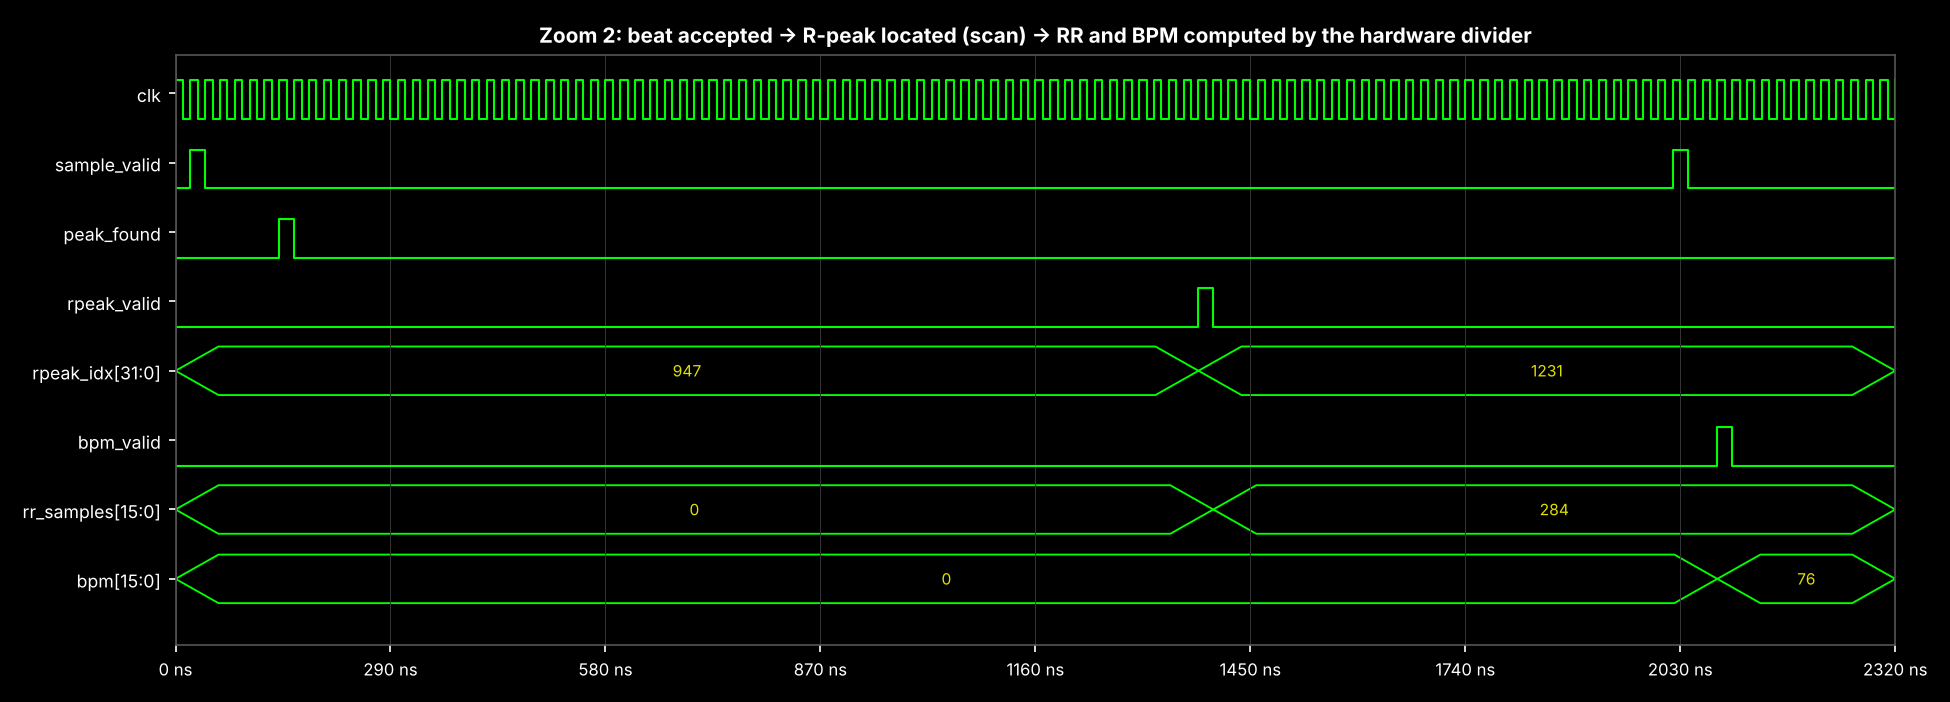 Zoom 2: beat accepted → R-peak located (scan) → RR and BPM computed by the hardware divider
clk
sample_valid
peak_found
rpeak_valid
rpeak_idx[31:0]
947
1231
bpm_valid
rr_samples[15:0]
0
284
bpm[15:0]
0
76
0 ns
290 ns
580 ns
870 ns
1160 ns
1450 ns
1740 ns
2030 ns
2320 ns